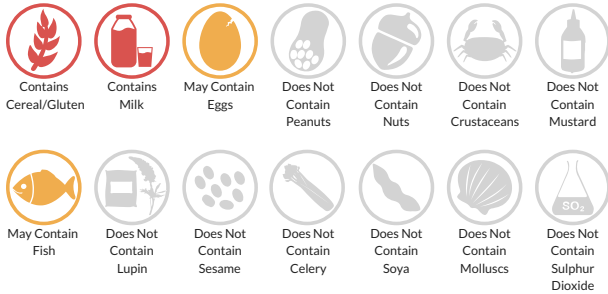 Contains
Cereal/Gluten
Contains
Milk
May Contain
Eggs
Does Not
Contain
Peanuts
Does Not
Contain
Nuts
Does Not
Contain
Crustaceans
Does Not
Contain
Mustard
May Contain
Fish
Does Not
Contain
Lupin
Does Not
Contain
Sesame
Does Not
Contain
Celery
Does Not
Contain
Soya
Does Not
Contain
Molluscs
SO₂
Does Not
Contain
Sulphur
Dioxide